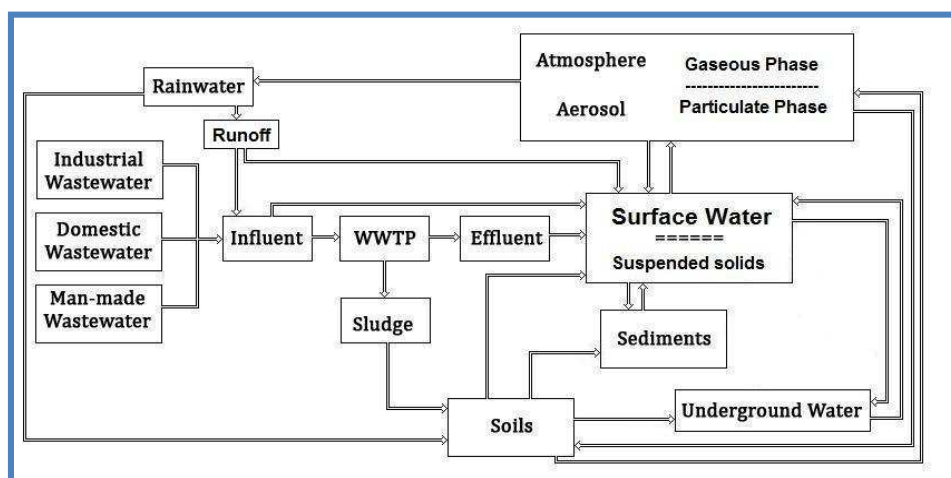 Atmosphere
Gaseous Phase
Aerosol
Particulate Phase
Rainwater
Runoff
Industrial
Wastewater
Domestic
Wastewater
Man-made
Wastewater
Influent
WWTP
Effluent
Surface Water
======
Suspended solids
Sludge
Sediments
Soils
Underground Water